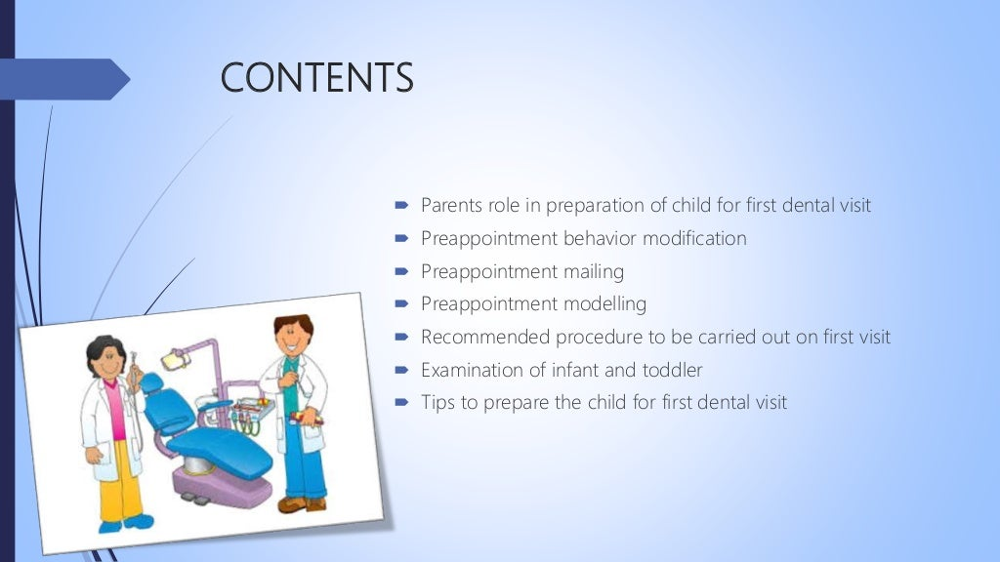 CONTENTS
Parents role in preparation of child for first dental visit
Preappointment behavior modification
Preappointment mailing
Preappointment modelling
Recommended procedure to be carried out on first visit
Examination of infant and toddler
Tips to prepare the child for first dental visit